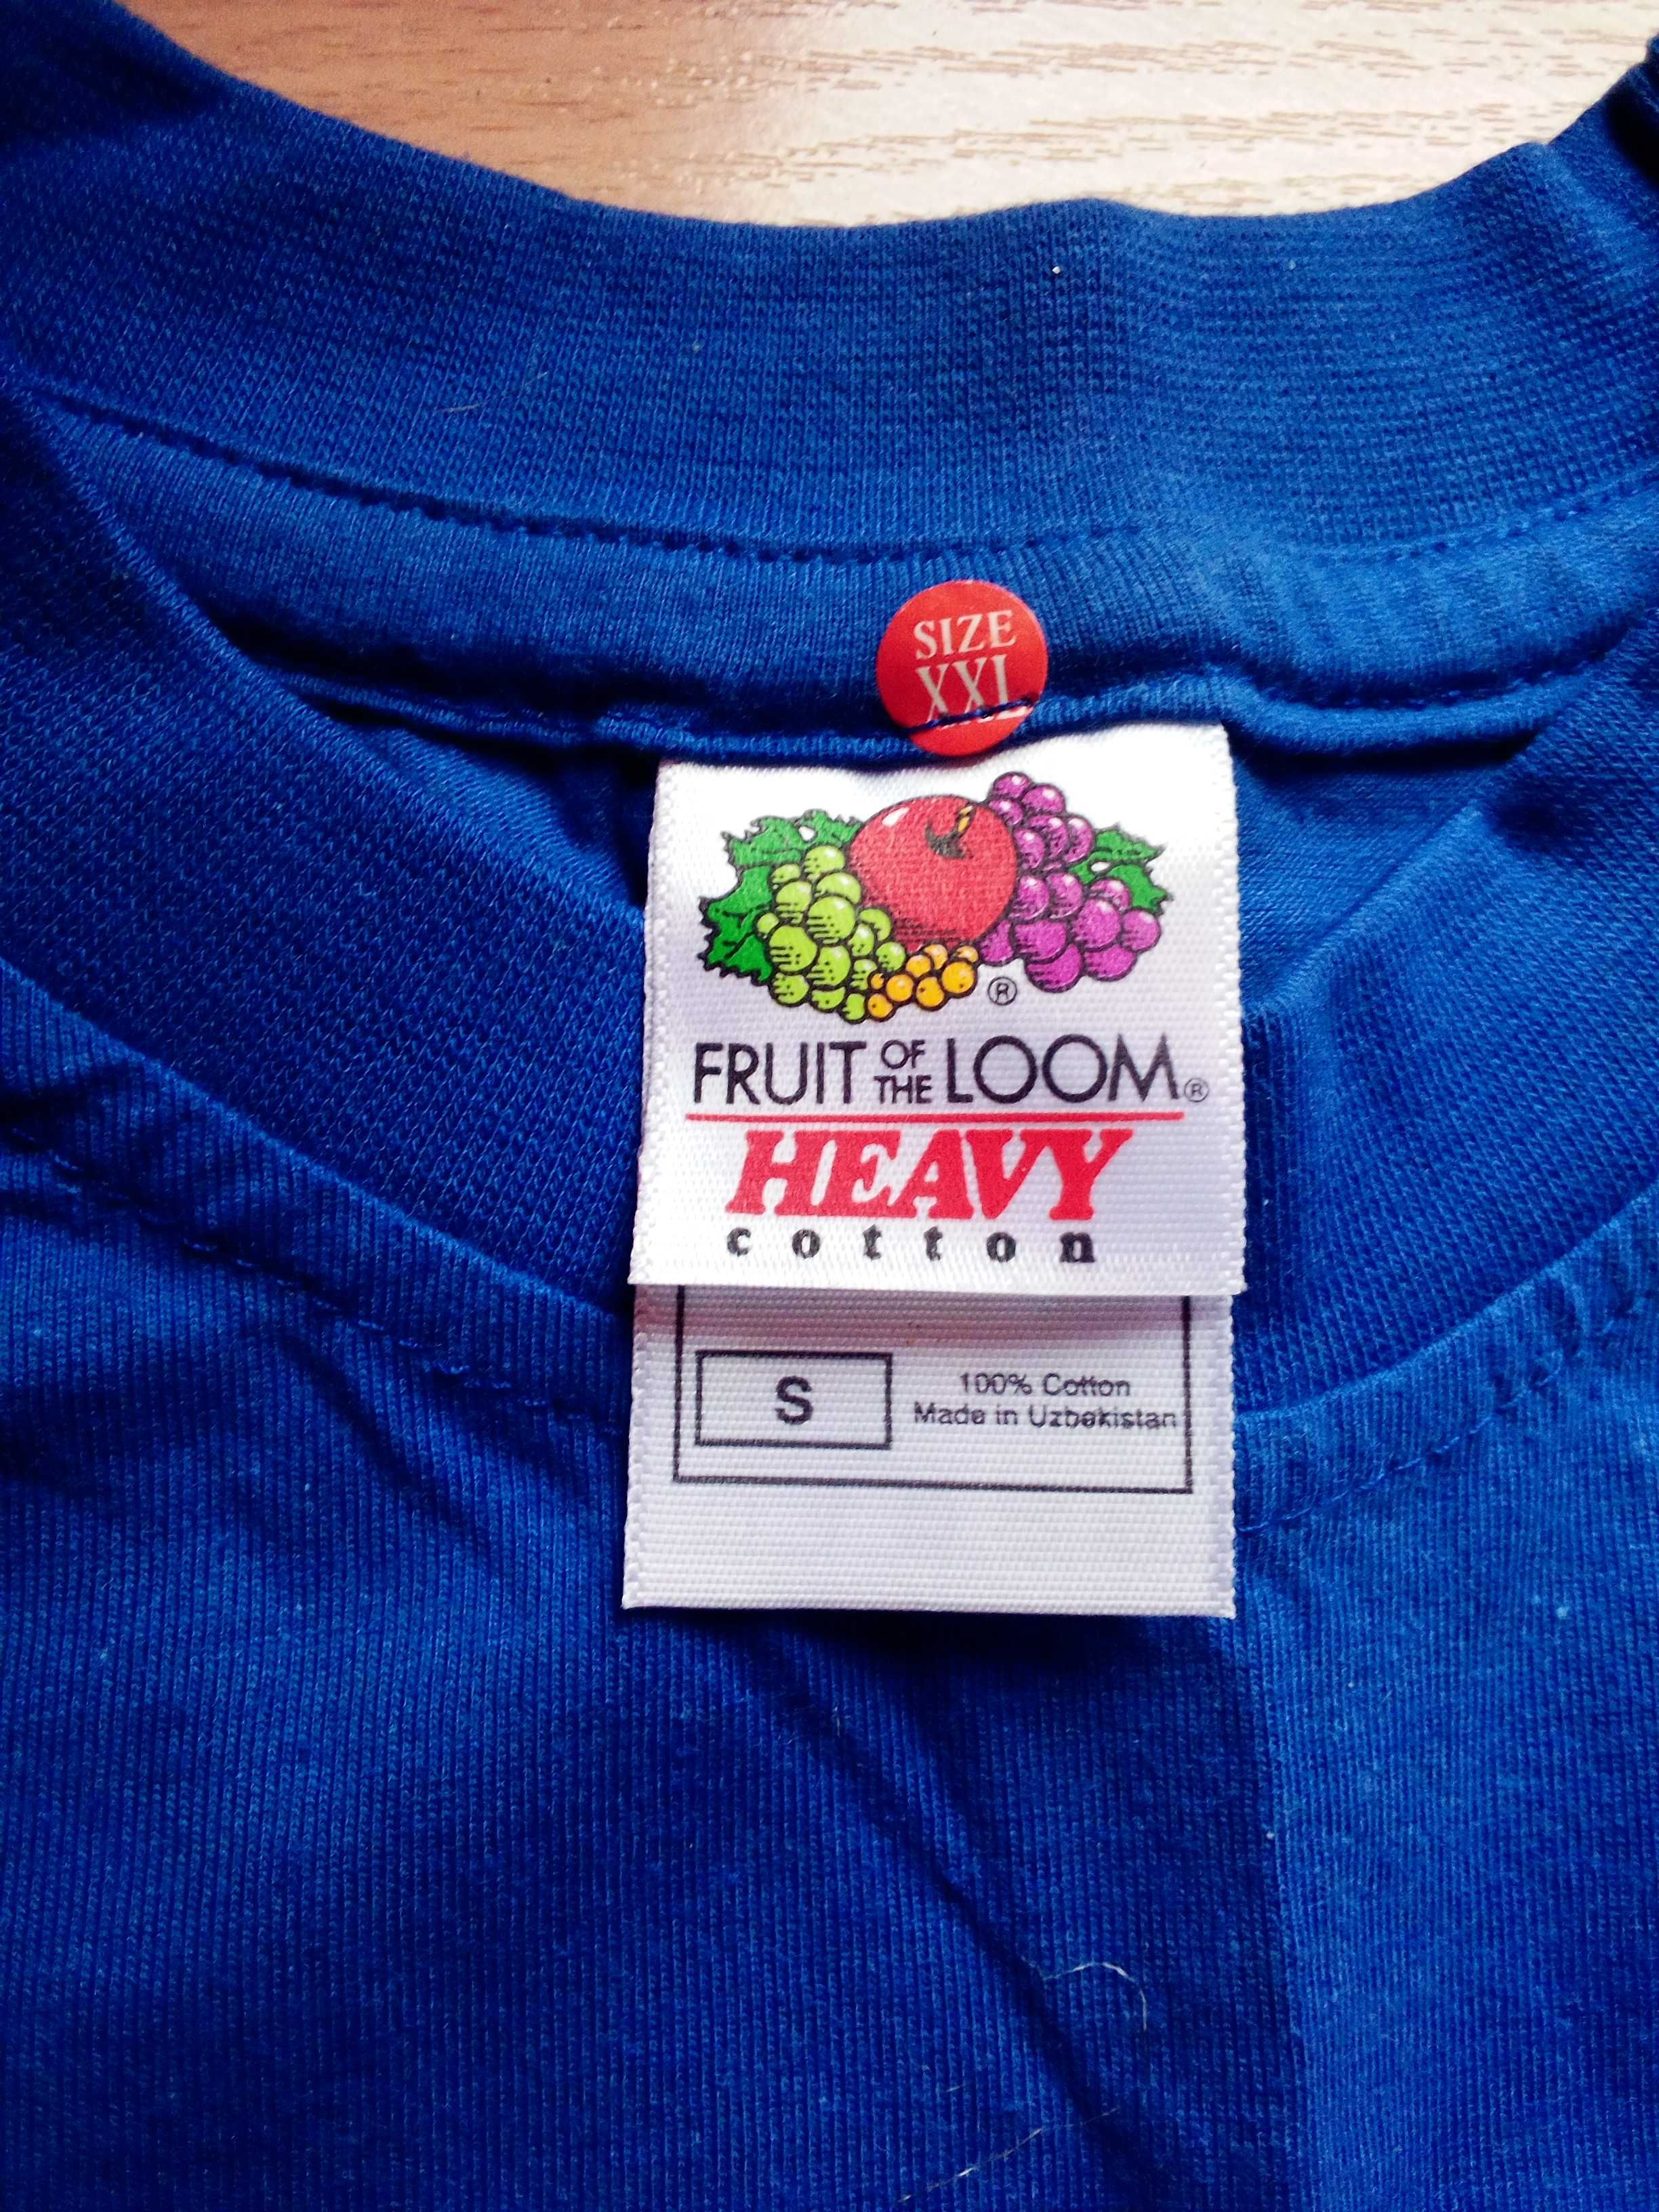 SIZE
XXL
®
FRUIT OF THE LOOM®
HEAVY
cotton
S
100% Cotton
Made in Uzbekistan